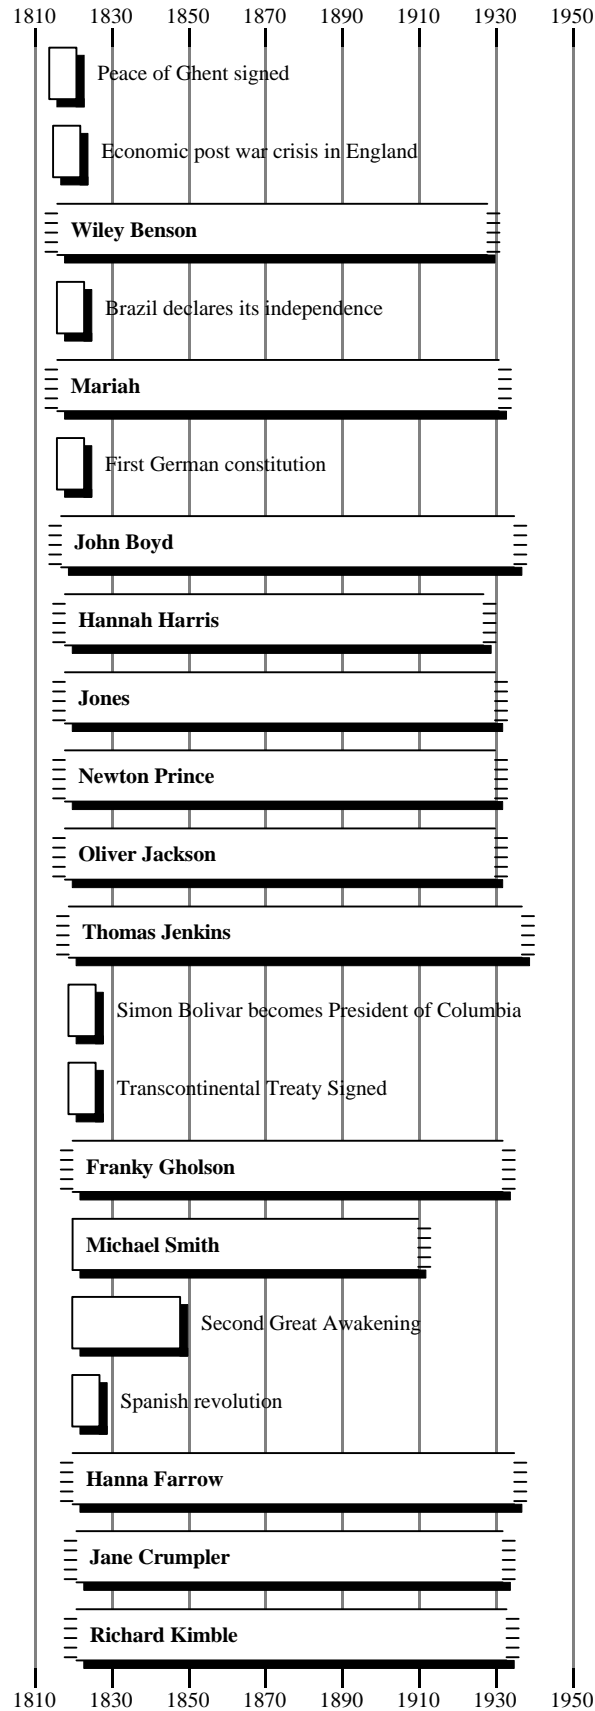 1810 1830 1850 1870 1890 1910 1930 1950
Peace of Ghent signed
Economic post war crisis in England
Wiley Benson
Brazil declares its independence
Mariah
First German constitution
John Boyd
Hannah Harris
Jones
Newton Prince
Oliver Jackson
Thomas Jenkins
Simon Bolivar becomes President of Columbia
Transcontinental Treaty Signed
Franky Gholson
Michael Smith
Second Great Awakening
Spanish revolution
Hanna Farrow
Jane Crumpler
Richard Kimble
1810 1830 1850 1870 1890 1910 1930 1950